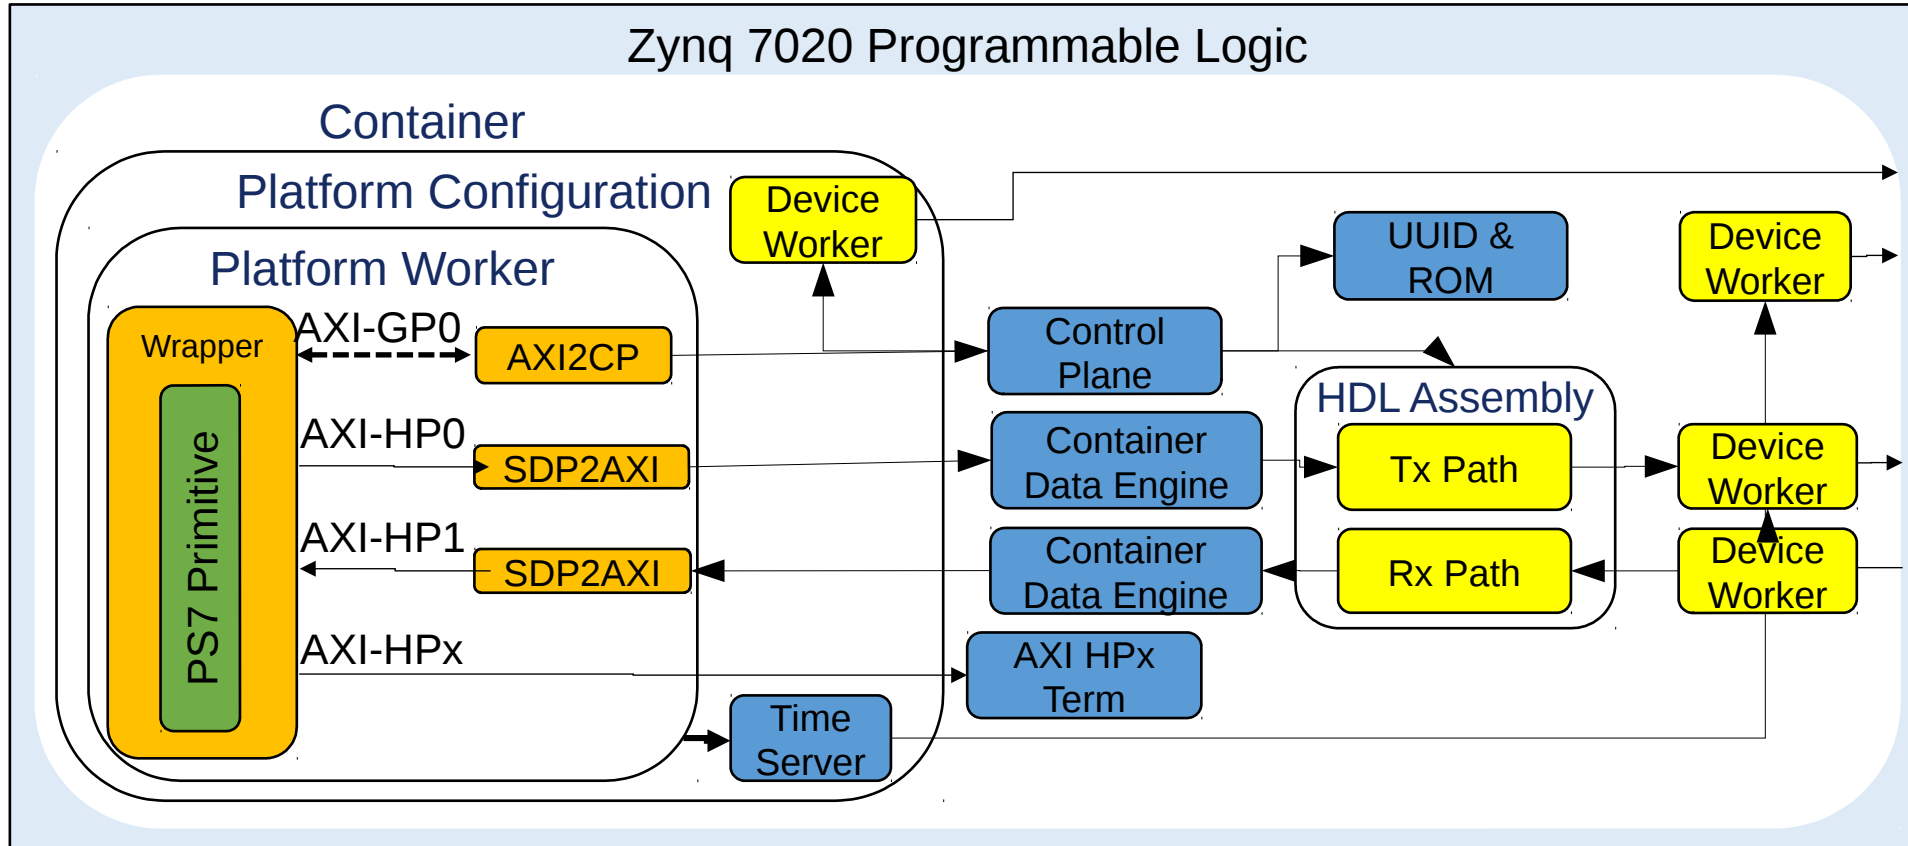 Zynq 7020 Programmable Logic
Container
Platform Configuration
Device
Worker
Platform Worker
Wrapper
PS7 Primitive
AXI-GP0
AXI2CP
AXI-HP0
SDP2AXI
AXI-HP1
SDP2AXI
AXI-HPx
Time
Server
Control
Plane
Container
Data Engine
Container
Data Engine
AXI HPx
Term
UUID &
ROM
HDL Assembly
Tx Path
Rx Path
Device
Worker
Device
Worker
Device
Worker